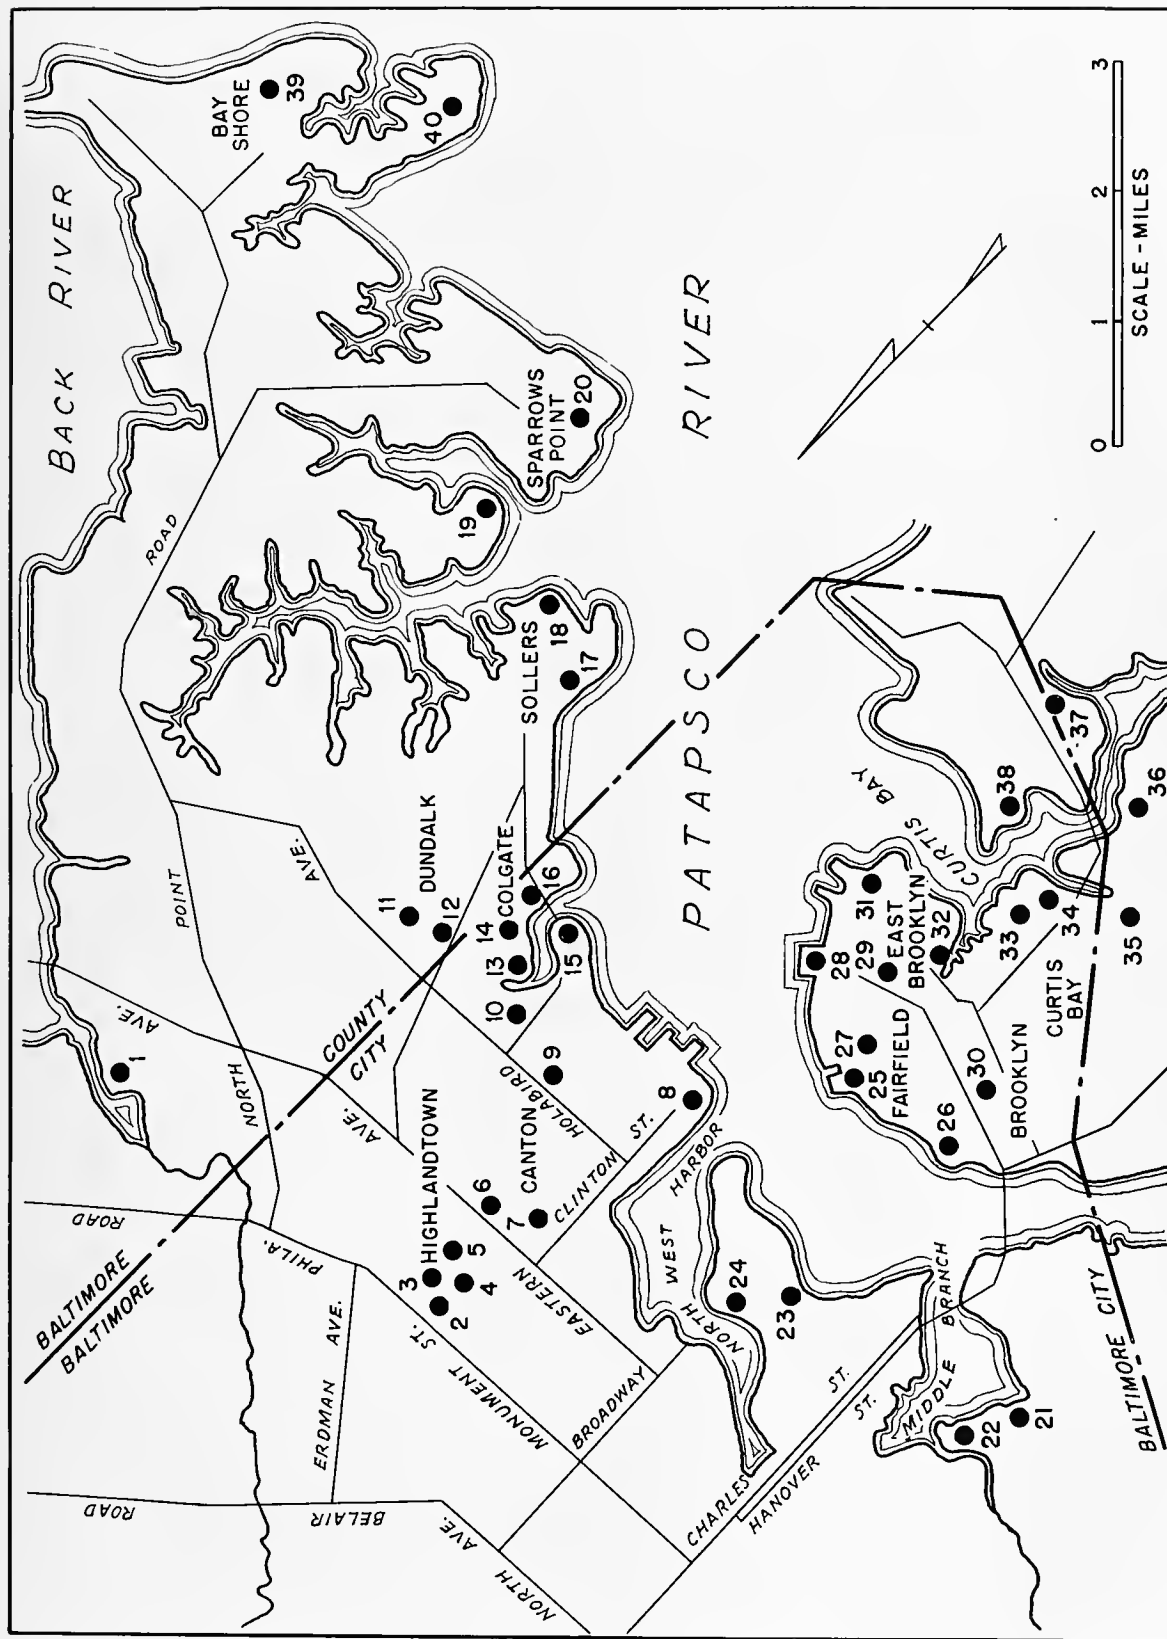 BACK RIVER
BAY
SHORE
39
40
ROAD
SPARROWS
POINT
20
19
SOLLERS
18
17
PATAPSCO RIVER
0 1 2 3
SCALE - MILES
POINT
NORTH
AVE.
DUNDALK
11
12
COLGATE
14
13
16
15
10
9
8
COUNTY
CITY
AVE.
AVE.
1
HOLABIRD
HIGHLANDTOWN
CANTON
CLINTON ST.
6
7
3
5
4
2
EASTERN
ROAD
PHILA.
BALTIMORE
BALTIMORE
ERDMAN AVE.
MONUMENT ST.
BROADWAY
ROAD
BELAIR
NORTH AVE.
NORTH WEST HARBOR
24
23
CHARLES ST.
HANOVER ST.
MIDDLE BRANCH
22
21
BALTIMORE CITY
CURTIS BAY
38
37
36
31
28
29
EAST
BROOKLYN
32
33
34
35
CURTIS
BAY
27
25
FAIRFIELD
26
30
BROOKLYN